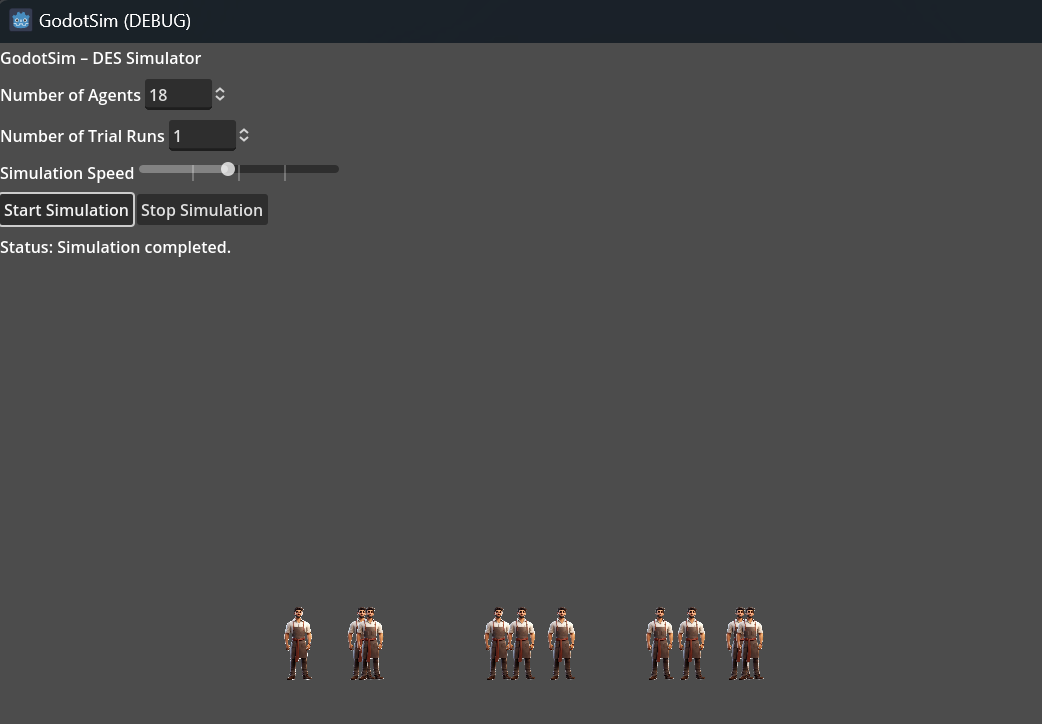 GodotSim (DEBUG)
GodotSim – DES Simulator
Number of Agents 18
Number of Trial Runs 1
Simulation Speed
Start Simulation Stop Simulation
Status: Simulation completed.